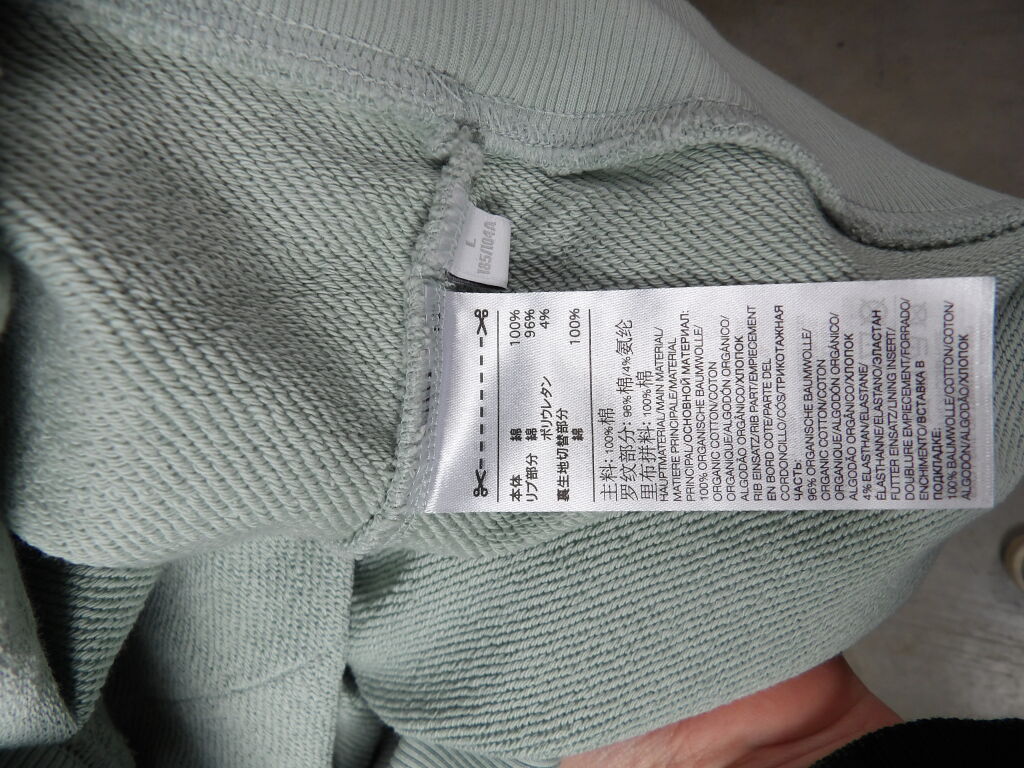 L
185/104A
本体 綿 100%
リブ部分 綿 96%
ポリウレタン 4%
裏生地切替部分
綿 100%
主料: 100%棉
罗纹部分: 96%棉/4%氨纶
里布拼料: 100%棉
HAUPTMATERIAL/MAIN MATERIAL/
MATIERE PRINCIPALE/MATERIAL
PRINCIPAL/ОСНОВНОЙ МАТЕРИАЛ:
100% ORGANISCHE BAUMWOLLE/
ORGANIC COTTON/COTON
ORGANIQUE/ALGODÓN ORGÁNICO/
ALGODÃO ORGÂNICO/ХЛОПОК
RIB EINSATZ/RIB PART/EMPIECEMENT
EN BORD COTE/PARTE DEL
CORDONCILLO/COS/ТРИКОТАЖНАЯ
ЧАСТЬ:
96% ORGANISCHE BAUMWOLLE/
ORGANIC COTTON/COTON
ORGANIQUE/ALGODÓN ORGÁNICO/
ALGODÃO ORGÂNICO/ХЛОПОК
4% ELASTHAN/ELASTANE/
ÉLASTHANNE/ELASTANO/ЭЛАСТАН
FUTTER EINSATZ/LINING INSERT/
DOUBLURE EMPIECEMENT/FORRADO/
ENCHIMENTO/ВСТАВКА В
ПОДКЛАДКЕ:
100% BAUMWOLLE/COTTON/COTON/
ALGODÓN/ALGODÃO/ХЛОПОК